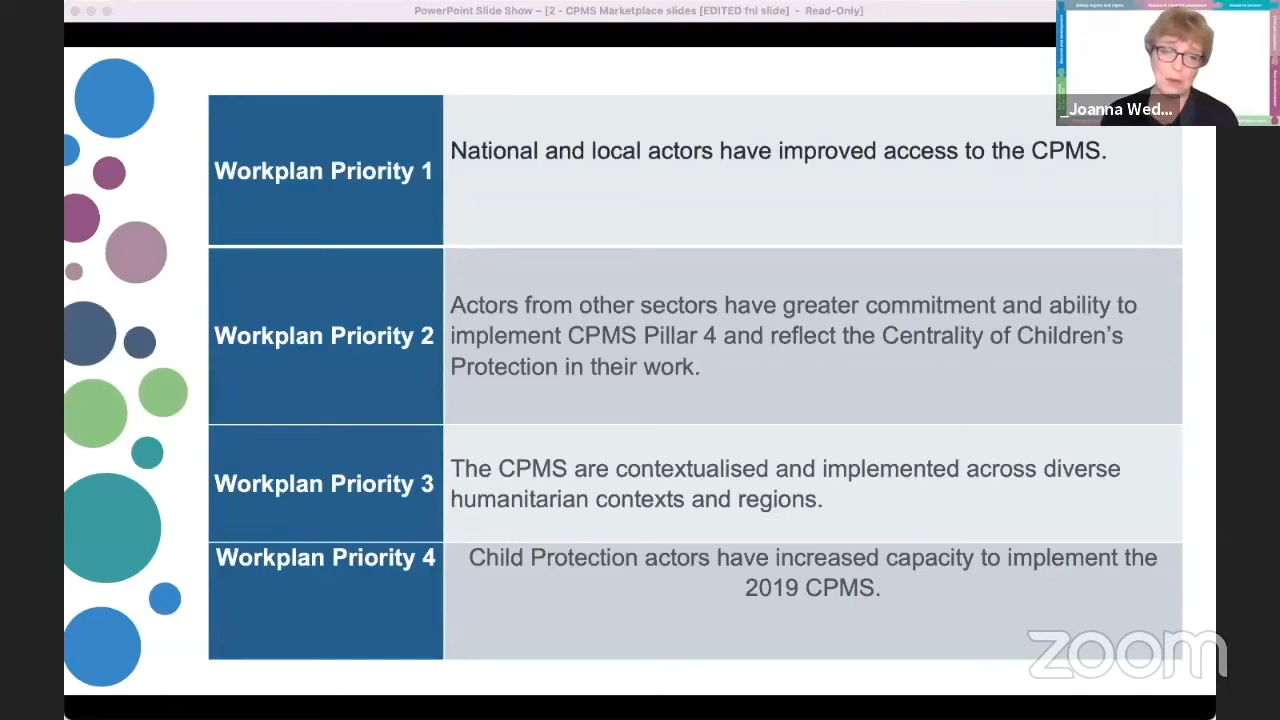 PowerPoint Slide Show – [2 - CPMS Marketplace slides [EDITED fnl slide] - Read-Only]
_Joanna Wed...
Workplan Priority 1
National and local actors have improved access to the CPMS.
Workplan Priority 2
Actors from other sectors have greater commitment and ability to
implement CPMS Pillar 4 and reflect the Centrality of Children's
Protection in their work.
Workplan Priority 3
The CPMS are contextualised and implemented across diverse
humanitarian contexts and regions.
Workplan Priority 4
Child Protection actors have increased capacity to implement the
2019 CPMS.
zoom